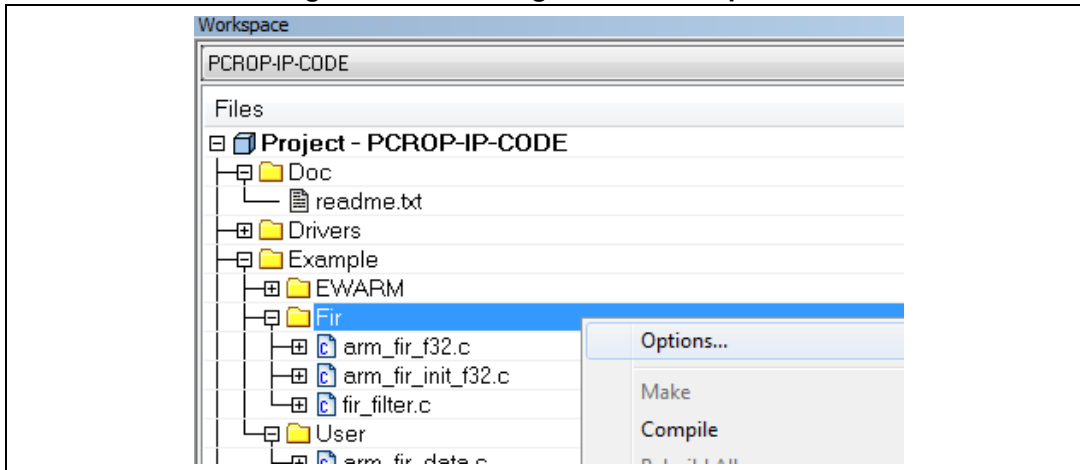 Workspace
PCROP-IP-CODE
Files
Project - PCROP-IP-CODE
Doc
readme.txt
Drivers
Example
EWARM
Fir
Options...
arm_fir_f32.c
arm_fir_init_f32.c
Make
fir_filter.c
Compile
User